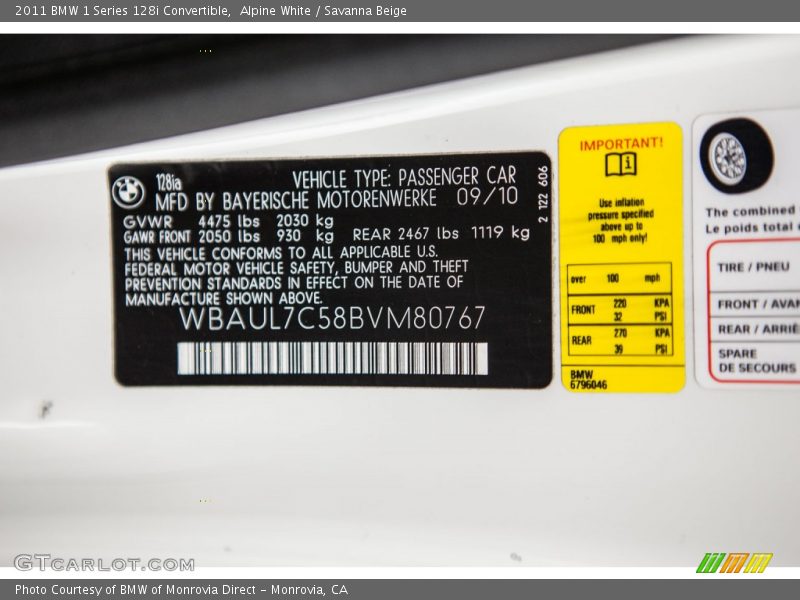 2011 BMW 1 Series 128i Convertible,  Alpine White / Savanna Beige
128ia
VEHICLE TYPE: PASSENGER CAR
MFD BY BAYERISCHE MOTORENWERKE 09/10
GVWR 4475 lbs 2030 kg
GAWR FRONT 2050 lbs 930 kg REAR 2467 lbs 1119 kg
THIS VEHICLE CONFORMS TO ALL APPLICABLE U.S.
FEDERAL MOTOR VEHICLE SAFETY, BUMPER AND THEFT
PREVENTION STANDARDS IN EFFECT ON THE DATE OF
MANUFACTURE SHOWN ABOVE.
WBAUL7C58BVM80767
2 122 606
IMPORTANT!
Use inflation
pressure specified
above up to
100 mph only!
over 100 mph
FRONT 220 KPA
32 PSI
REAR 270 KPA
39 PSI
BMW
6796046
The combined
Le poids total
TIRE / PNEU
FRONT / AVAN
REAR / ARRIÈ
SPARE
DE SECOURS
GTCARLOT.COM
Photo Courtesy of BMW of Monrovia Direct – Monrovia, CA